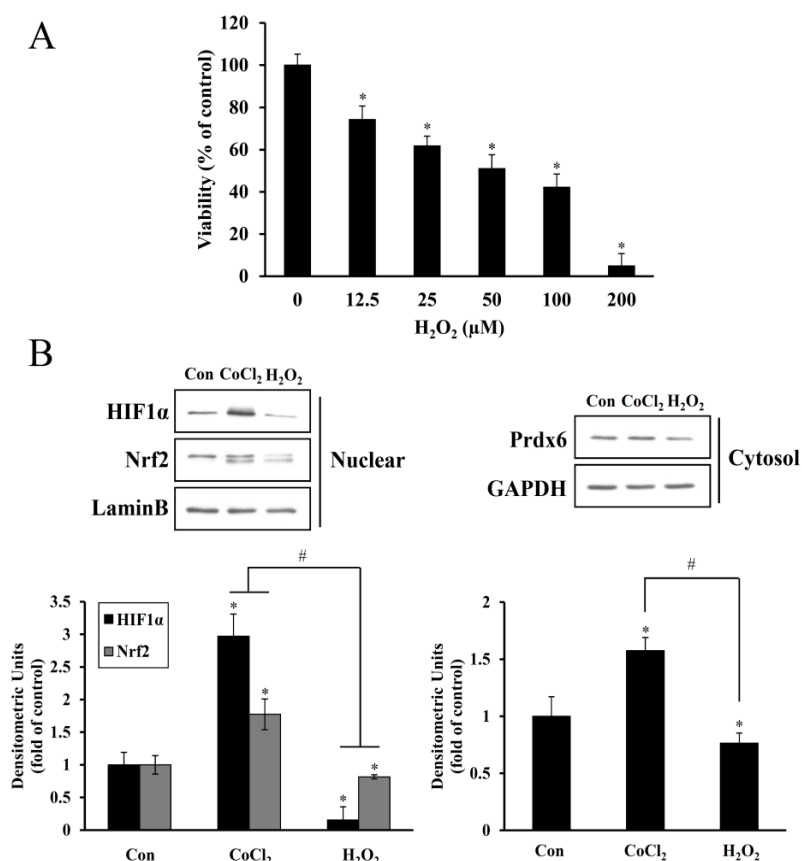 A
Viability (% of control)
120
100
80
60
40
20
0
*
*
*
*
*
0
12.5
25
50
100
200
H₂O₂ (µM)
B
Con CoCl₂ H₂O₂
HIF1α
Nrf2
LaminB
Nuclear
Con CoCl₂ H₂O₂
Prdx6
GAPDH
Cytosol
Densitometric Units
(fold of control)
3.5
3
2.5
2
1.5
1
0.5
0
HIF1α
Nrf2
#
*
*
*
*
Con
CoCl₂
H₂O₂
Densitometric Units
(fold of control)
2
1.5
1
0.5
0
#
*
*
Con
CoCl₂
H₂O₂